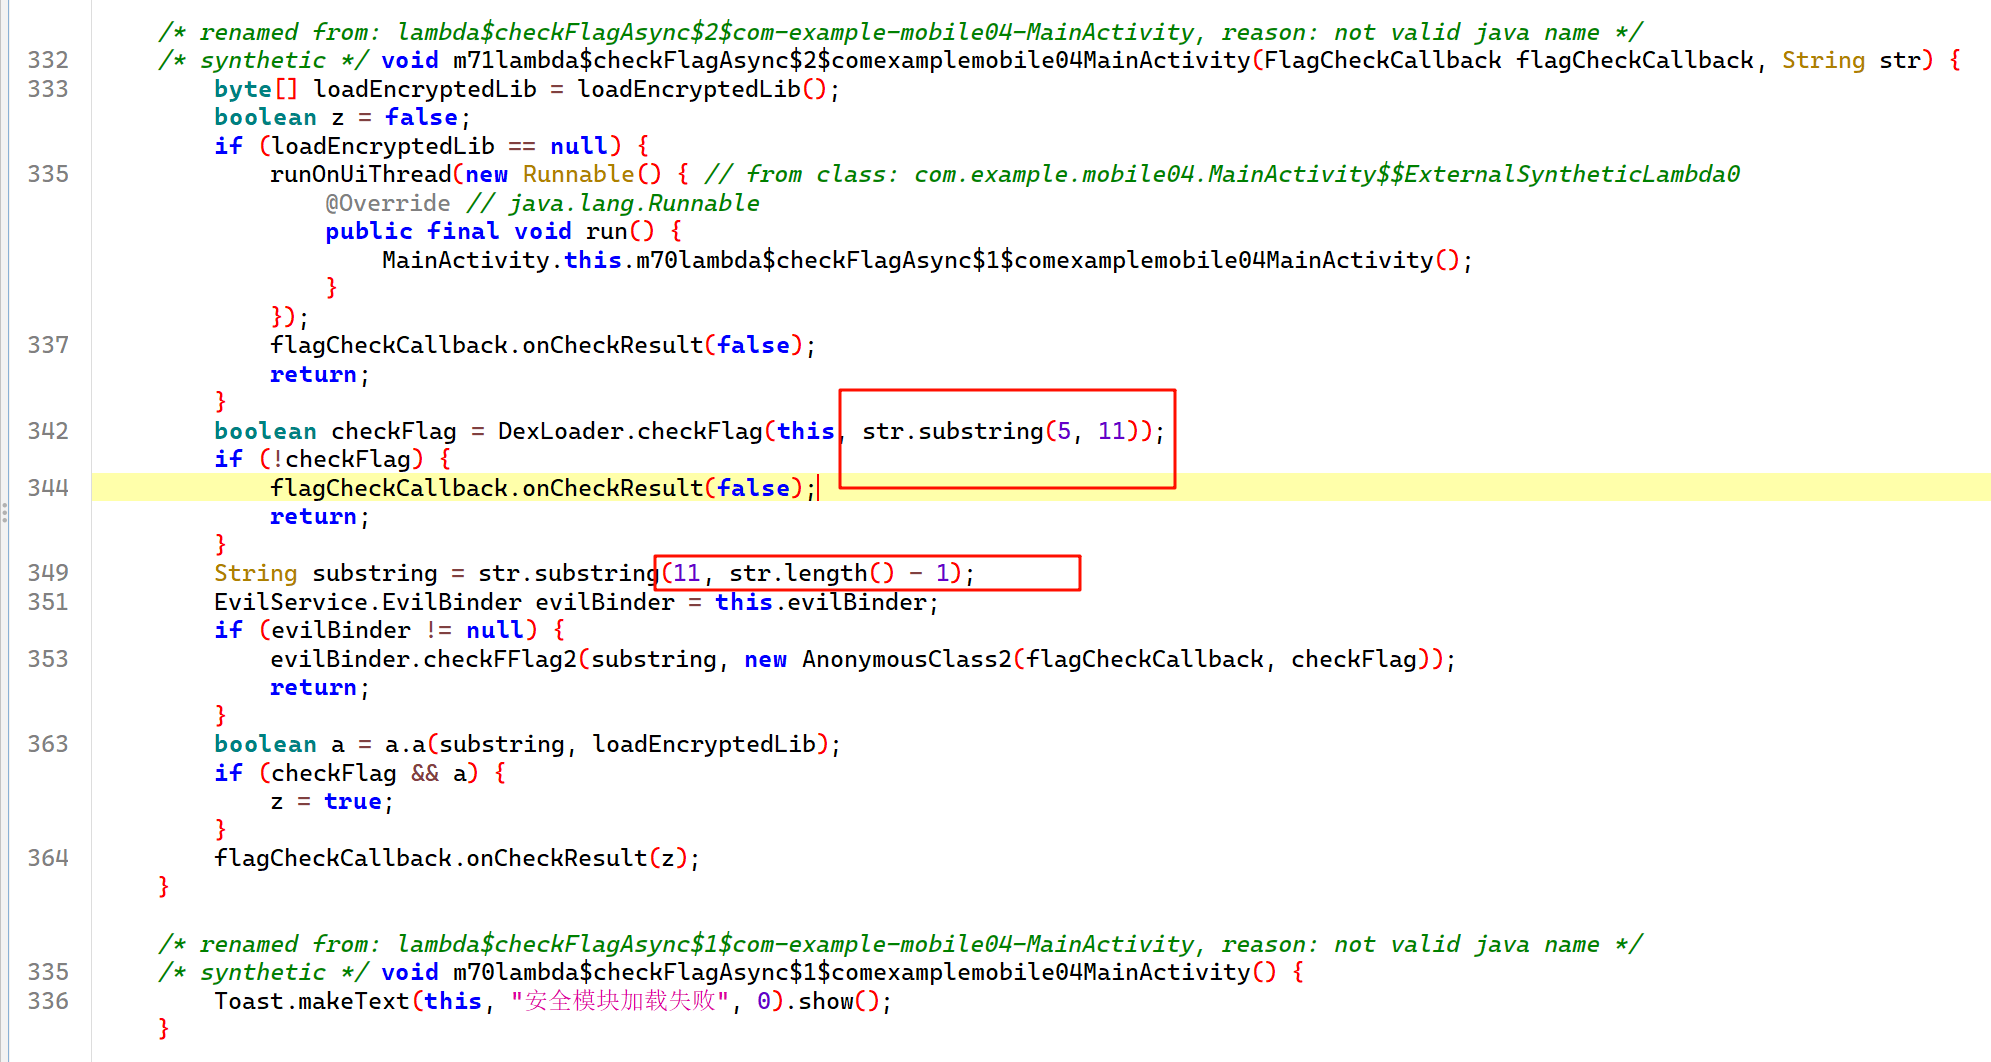 /* renamed from: lambda$checkFlagAsync$2$com-example-mobile04-MainActivity, reason: not valid java name */
332 /* synthetic */ void m71lambda$checkFlagAsync$2$comexamplemobile04MainActivity(FlagCheckCallback flagCheckCallback, String str) {
333 byte[] loadEncryptedLib = loadEncryptedLib();
boolean z = false;
if (loadEncryptedLib == null) {
335 runOnUiThread(new Runnable() { // from class: com.example.mobile04.MainActivity$$ExternalSyntheticLambda0
@Override // java.lang.Runnable
public final void run() {
MainActivity.this.m70lambda$checkFlagAsync$1$comexamplemobile04MainActivity();
}
});
337 flagCheckCallback.onCheckResult(false);
return;
}
342 boolean checkFlag = DexLoader.checkFlag(this, str.substring(5, 11));
if (!checkFlag) {
344 flagCheckCallback.onCheckResult(false);
return;
}
349 String substring = str.substring(11, str.length() - 1);
351 EvilService.EvilBinder evilBinder = this.evilBinder;
if (evilBinder != null) {
353 evilBinder.checkFFlag2(substring, new AnonymousClass2(flagCheckCallback, checkFlag));
return;
}
363 boolean a = a.a(substring, loadEncryptedLib);
if (checkFlag && a) {
z = true;
}
364 flagCheckCallback.onCheckResult(z);
}
/* renamed from: lambda$checkFlagAsync$1$com-example-mobile04-MainActivity, reason: not valid java name */
335 /* synthetic */ void m70lambda$checkFlagAsync$1$comexamplemobile04MainActivity() {
336 Toast.makeText(this, "安全模块加载失败", 0).show();
}